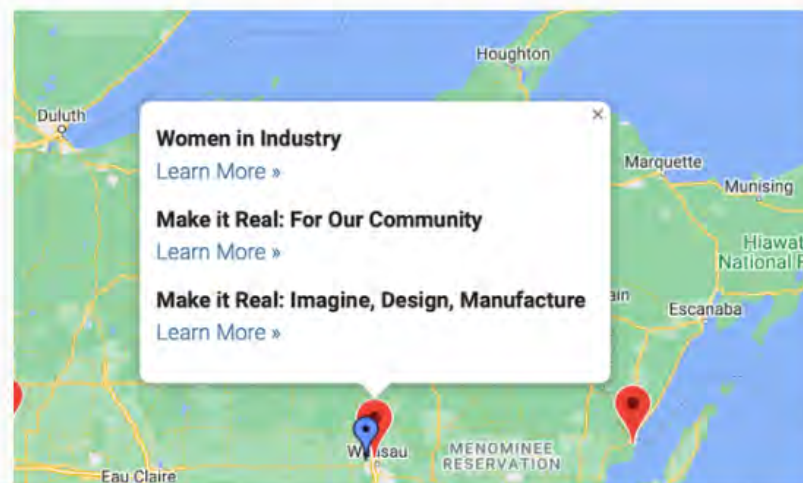 Houghton
Duluth
×
Women in Industry
Learn More »
Marquette
Munising
Make it Real: For Our Community
Learn More »
Hiawat
National F
Make it Real: Imagine, Design, Manufacture
ain
Escanaba
Learn More »
MENOMINEE
RESERVATION
Eau Claire